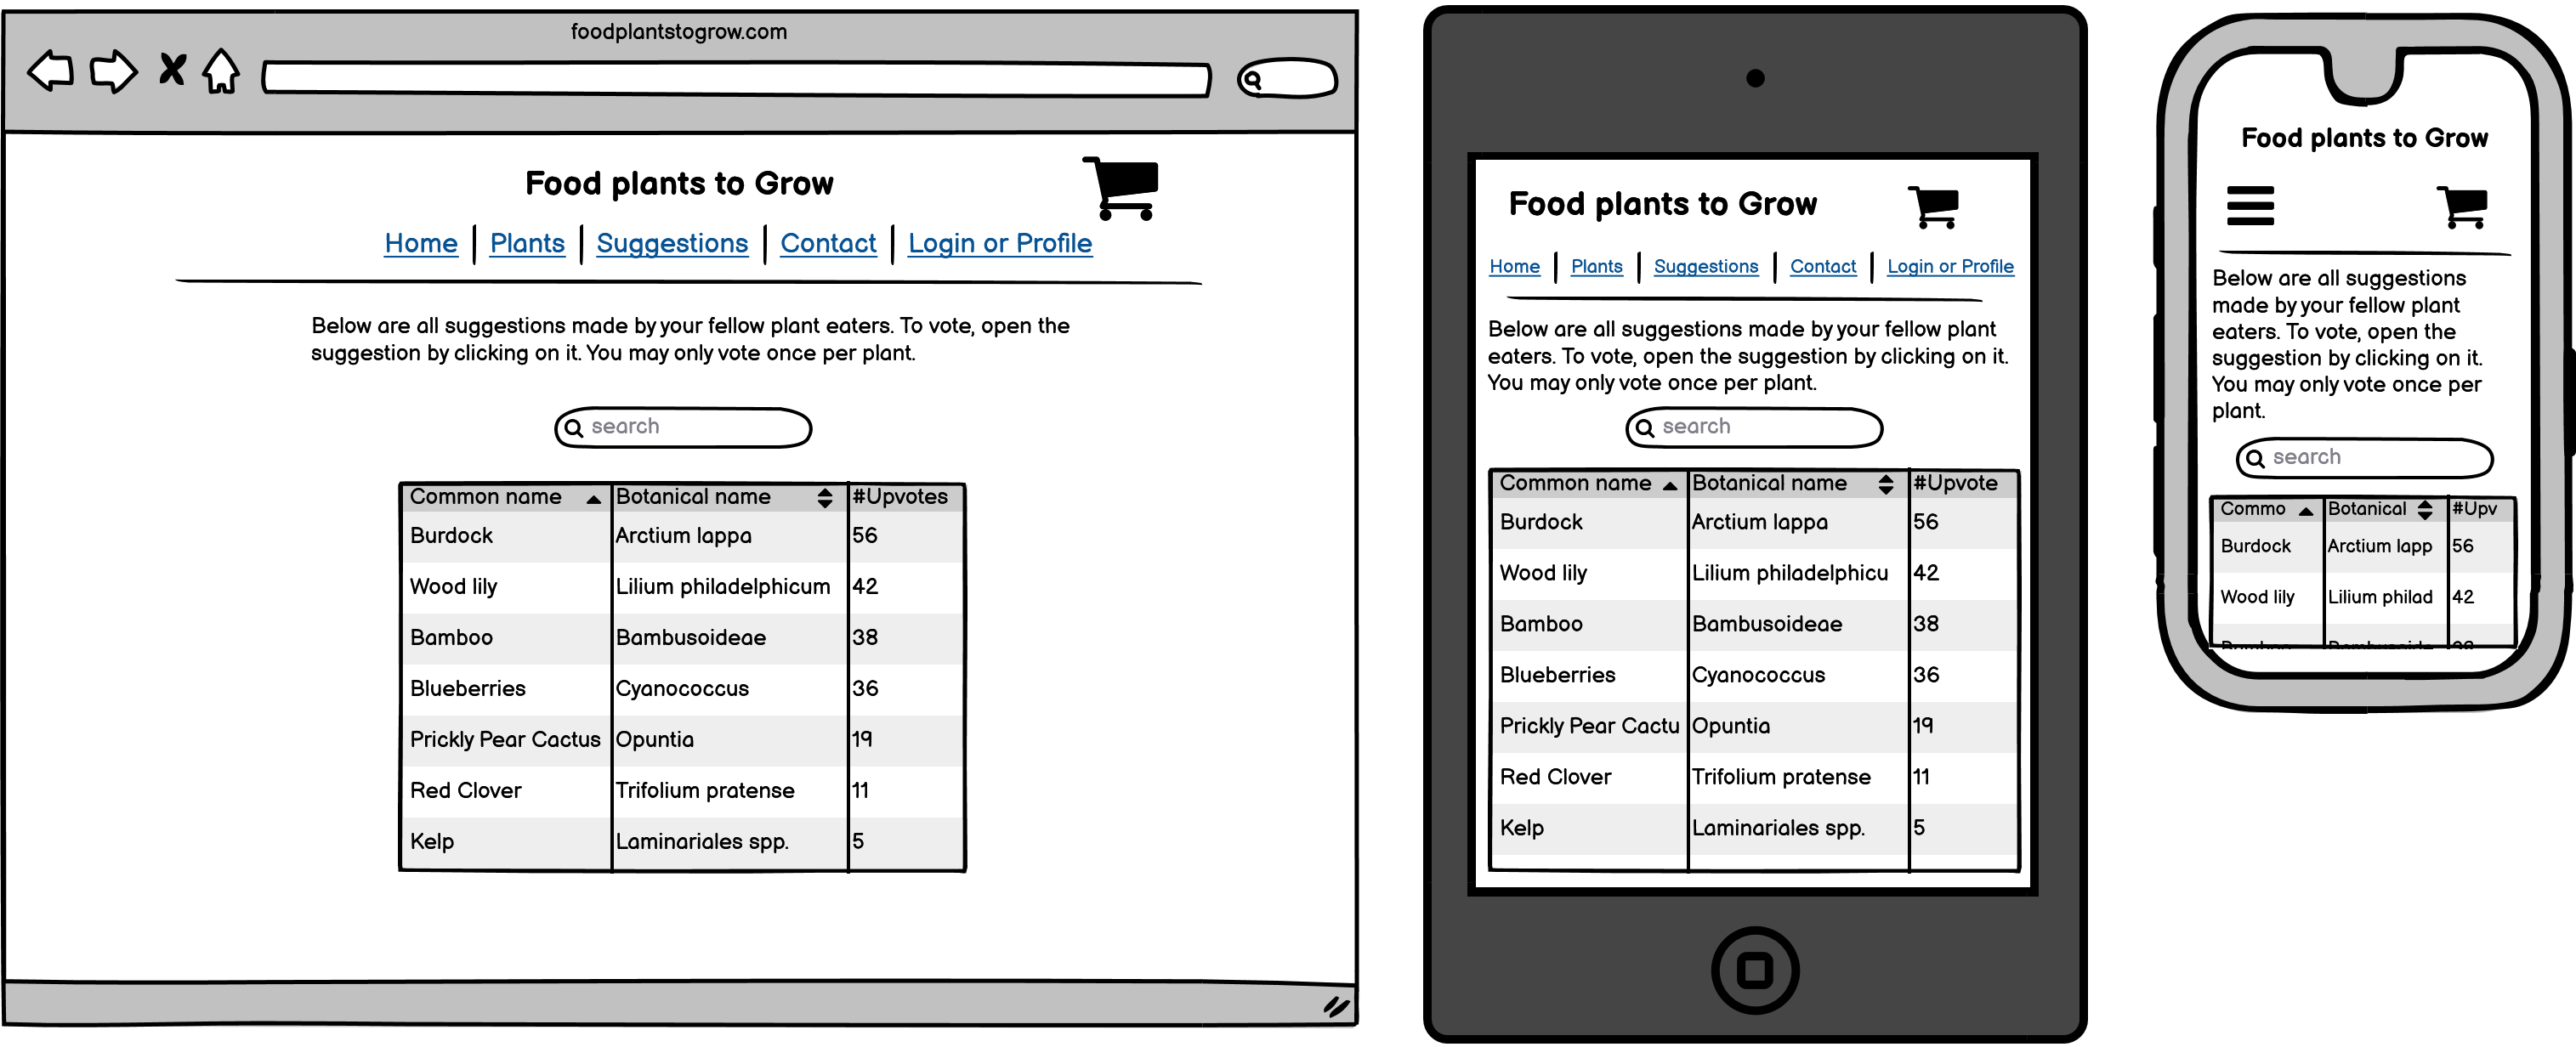 foodplantstogrow.com
Food plants to Grow
Home | Plants | Suggestions | Contact | Login or Profile
Below are all suggestions made by your fellow plant eaters. To vote, open the
suggestion by clicking on it. You may only vote once per plant.
search
Common name Botanical name #Upvotes
Burdock Arctium lappa 56
Wood lily Lilium philadelphicum 42
Bamboo Bambusoideae 38
Blueberries Cyanococcus 36
Prickly Pear Cactus Opuntia 19
Red Clover Trifolium pratense 11
Kelp Laminariales spp. 5
Food plants to Grow
Home | Plants | Suggestions | Contact | Login or Profile
Below are all suggestions made by your fellow plant
eaters. To vote, open the suggestion by clicking on it.
You may only vote once per plant.
search
Common name Botanical name #Upvote
Burdock Arctium lappa 56
Wood lily Lilium philadelphicu 42
Bamboo Bambusoideae 38
Blueberries Cyanococcus 36
Prickly Pear Cactu Opuntia 19
Red Clover Trifolium pratense 11
Kelp Laminariales spp. 5
Food plants to Grow
Below are all suggestions
made by your fellow plant
eaters. To vote, open the
suggestion by clicking on it.
You may only vote once per
plant.
search
Commo Botanical #Upv
Burdock Arctium lapp 56
Wood lily Lilium philad 42